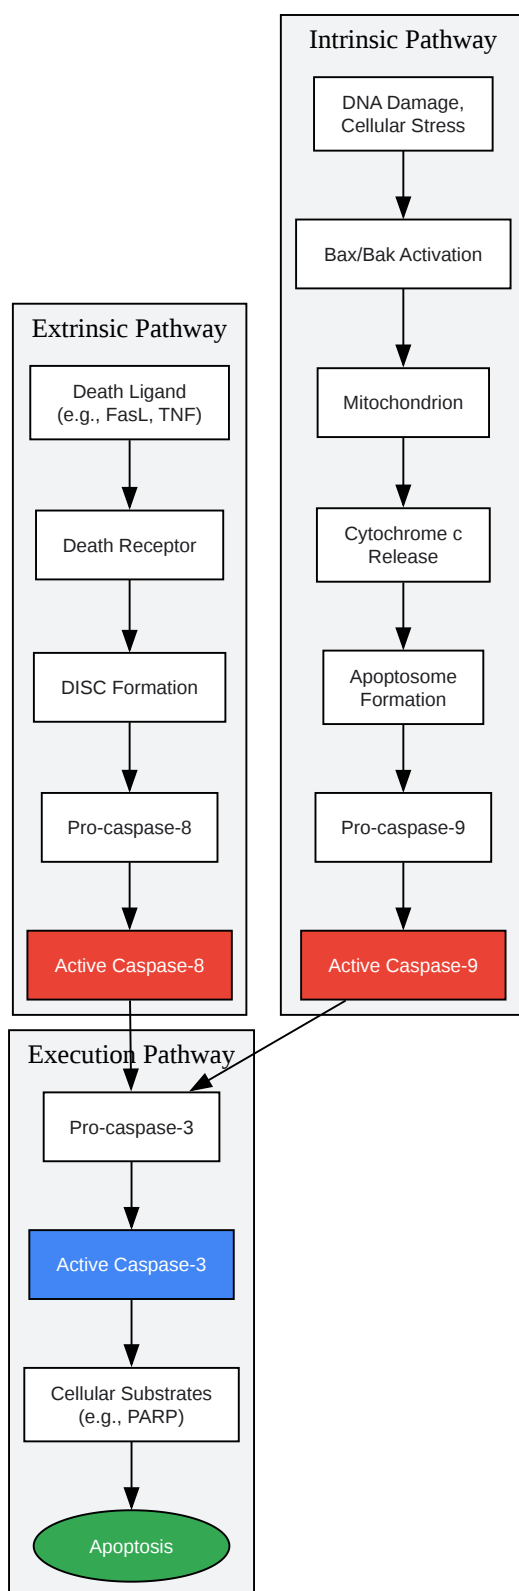 Intrinsic Pathway
DNA Damage,
Cellular Stress
Bax/Bak Activation
Mitochondrion
Cytochrome c
Release
Apoptosome
Formation
Pro-caspase-9
Active Caspase-9
Extrinsic Pathway
Death Ligand
(e.g., FasL, TNF)
Death Receptor
DISC Formation
Pro-caspase-8
Active Caspase-8
Execution Pathway
Pro-caspase-3
Active Caspase-3
Cellular Substrates
(e.g., PARP)
Apoptosis